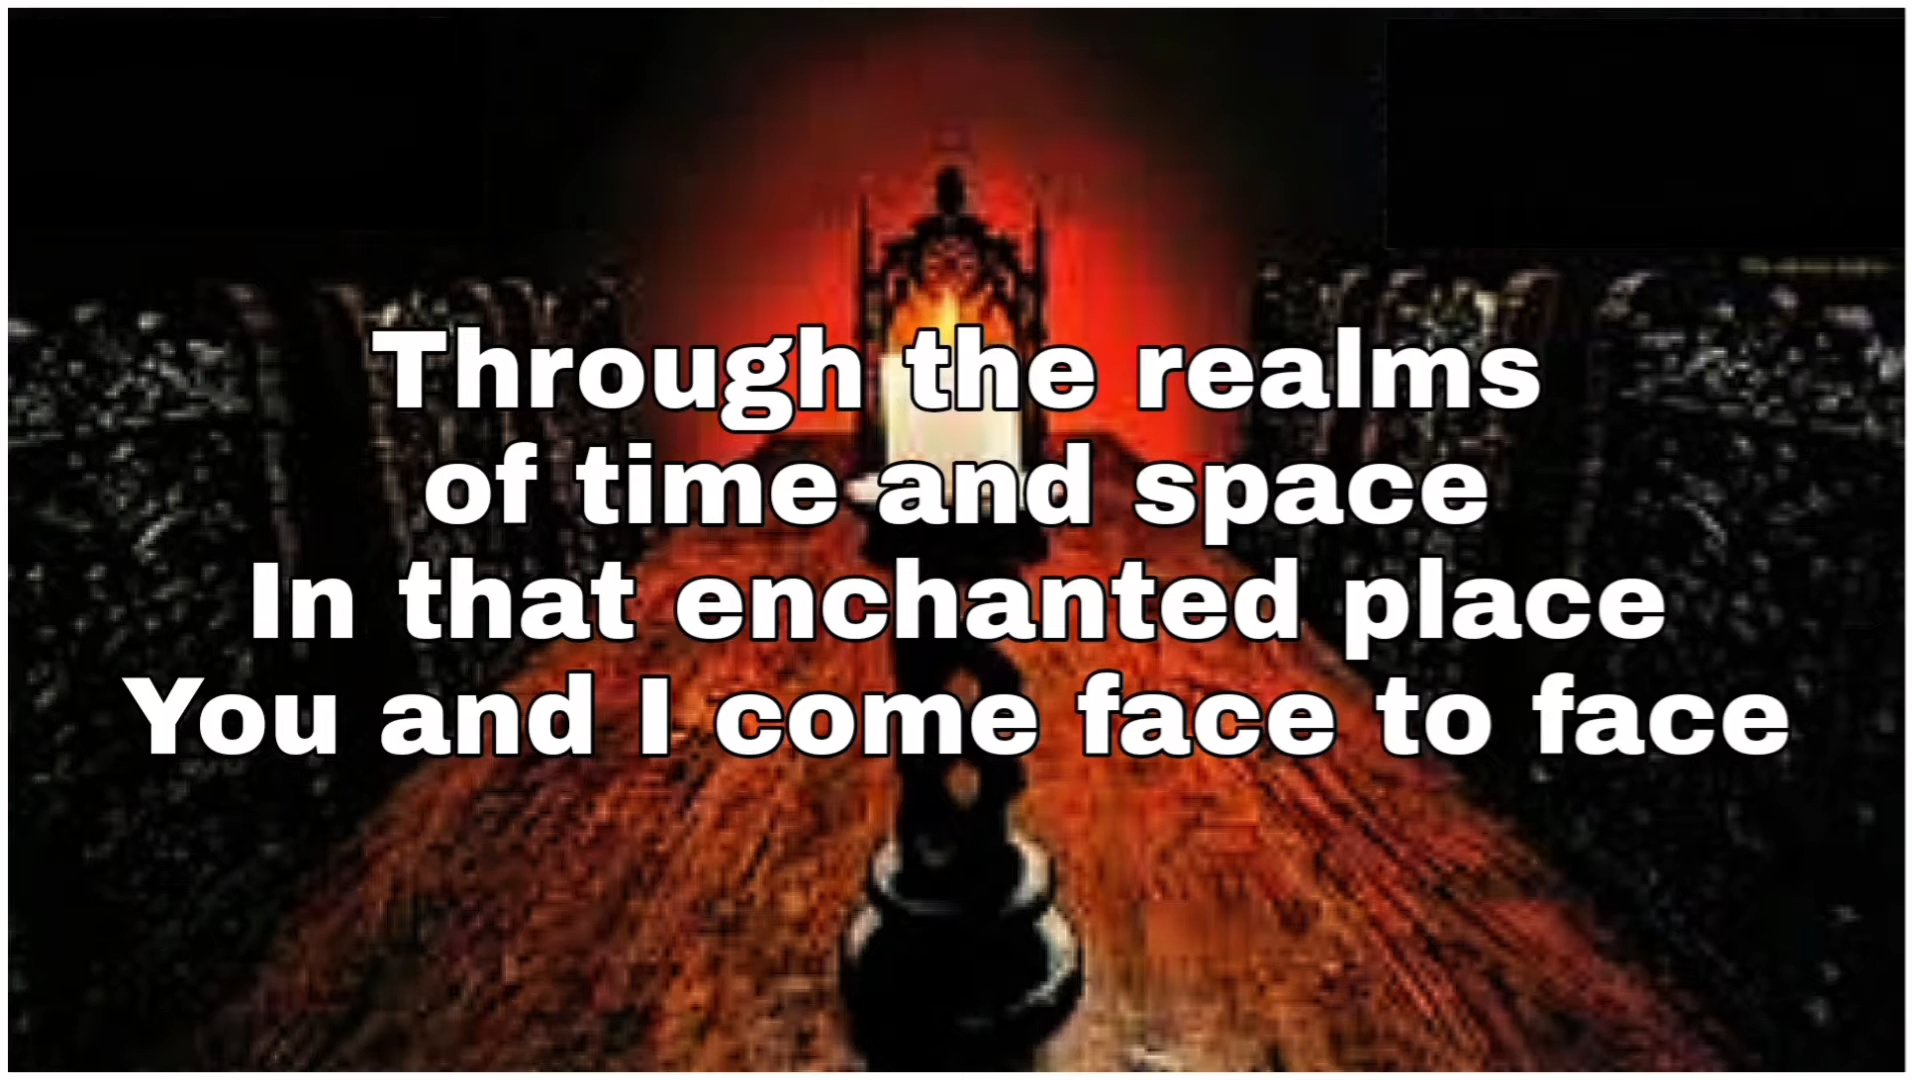 Through the realms
of time and space
In that enchanted place
You and I come face to face